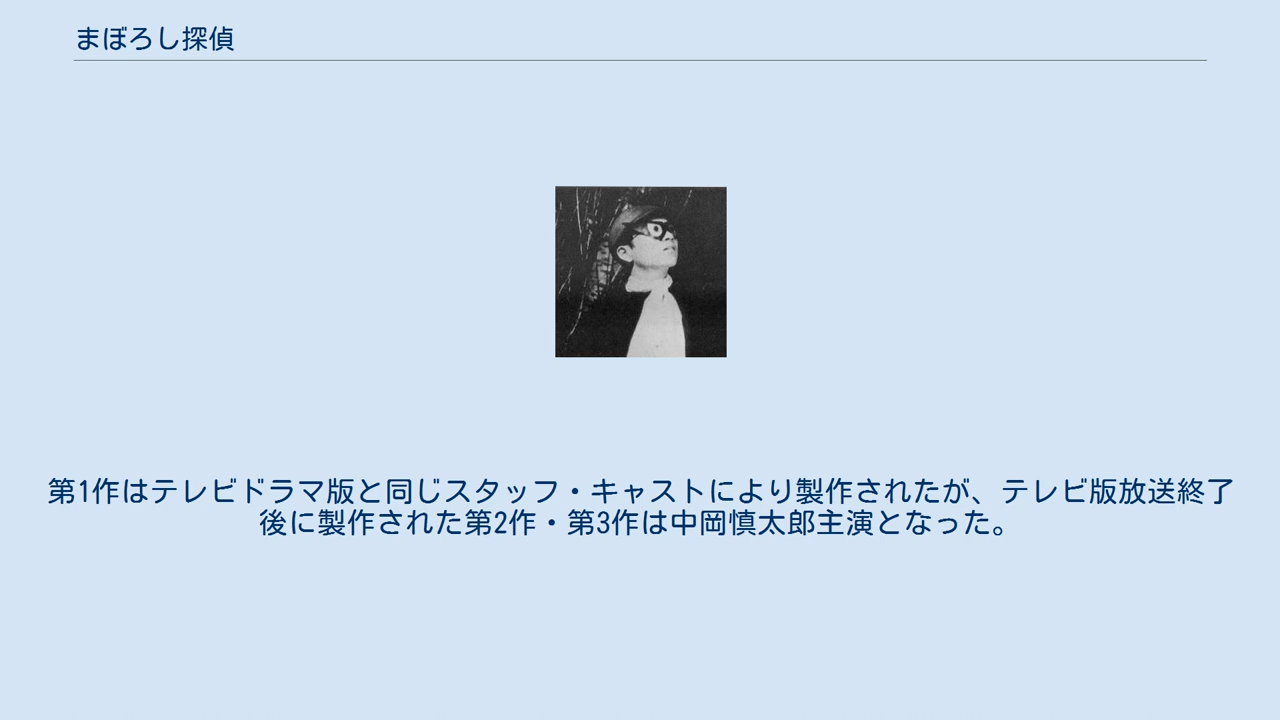 まぼろし探偵
第1作はテレビドラマ版と同じスタッフ・キャストにより製作されたが、テレビ版放送終了
後に製作された第2作・第3作は中岡慎太郎主演となった。